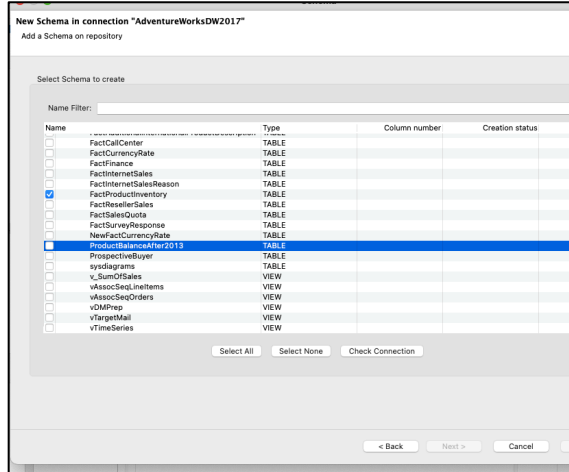 New Schema in connection "AdventureWorksDW2017"
Add a Schema on repository
Select Schema to create
Name Filter:
Name Type Column number Creation status
FactCallCenter TABLE
FactCurrencyRate TABLE
FactFinance TABLE
FactInternetSales TABLE
FactInternetSalesReason TABLE
FactProductInventory TABLE
FactResellerSales TABLE
FactSalesQuota TABLE
FactSurveyResponse TABLE
NewFactCurrencyRate TABLE
ProductBalanceAfter2013 TABLE
ProspectiveBuyer TABLE
sysdiagrams TABLE
v_SumOfSales VIEW
vAssocSeqLineItems VIEW
vAssocSeqOrders VIEW
vDMPrep VIEW
vTargetMail VIEW
vTimeSeries VIEW
Select All Select None Check Connection
< Back Next > Cancel